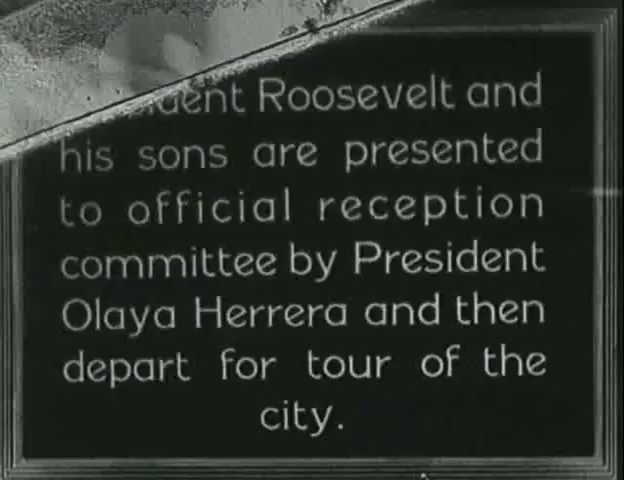 Roosevelt and
his sons are presented
to official reception
committee by President
Olaya Herrera and then
depart for tour of the
city.